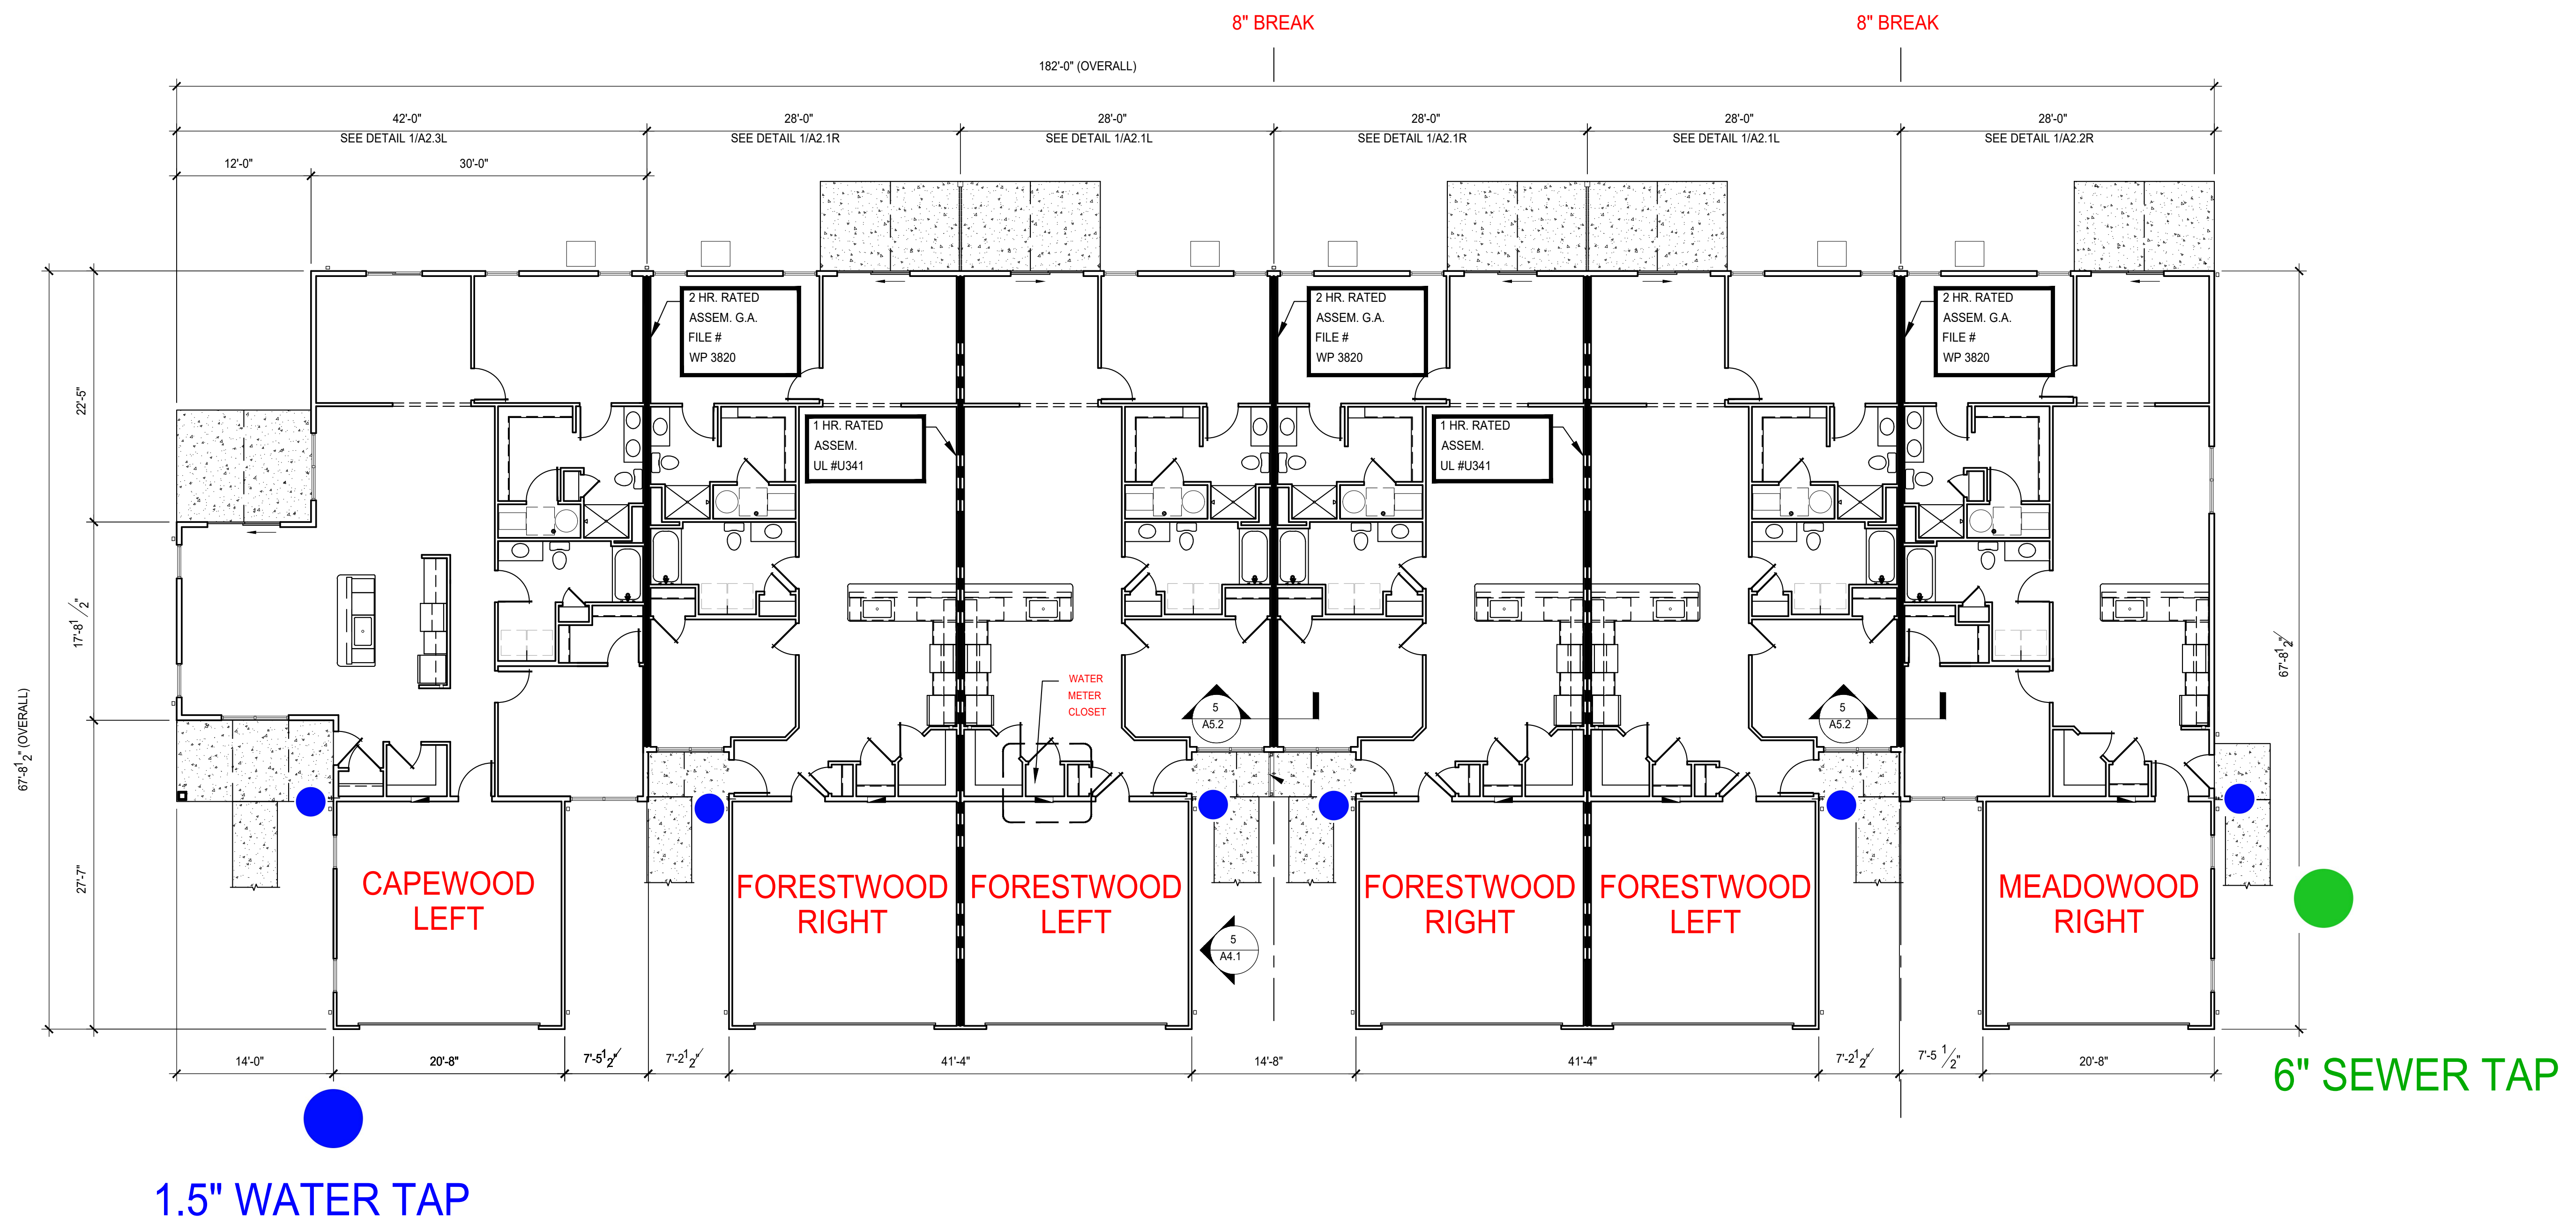 8" BREAK
8" BREAK
182'-0" (OVERALL)
42'-0"
28'-0"
28'-0"
28'-0"
28'-0"
28'-0"
SEE DETAIL 1/A2.3L
SEE DETAIL 1/A2.1R
SEE DETAIL 1/A2.1L
SEE DETAIL 1/A2.1R
SEE DETAIL 1/A2.1L
SEE DETAIL 1/A2.2R
12'-0"
30'-0"
2 HR. RATED
ASSEM. G.A.
FILE #
WP 3820
2 HR. RATED
ASSEM. G.A.
FILE #
WP 3820
2 HR. RATED
ASSEM. G.A.
FILE #
WP 3820
22'-5"
1 HR. RATED
ASSEM.
UL #U341
1 HR. RATED
ASSEM.
UL #U341
17'-8 1/2"
67'-8 1/2"
67'-8 1/2" (OVERALL)
WATER
METER
CLOSET
5
A5.2
5
A5.2
27'-7"
CAPEWOOD
LEFT
FORESTWOOD
RIGHT
FORESTWOOD
LEFT
FORESTWOOD
RIGHT
FORESTWOOD
LEFT
MEADOWOOD
RIGHT
5
A4.1
14'-0"
20'-8"
7'-5 1/2"
7'-2 1/2"
41'-4"
14'-8"
41'-4"
7'-2 1/2"
7'-5 1/2"
20'-8"
6" SEWER TAP
1.5" WATER TAP